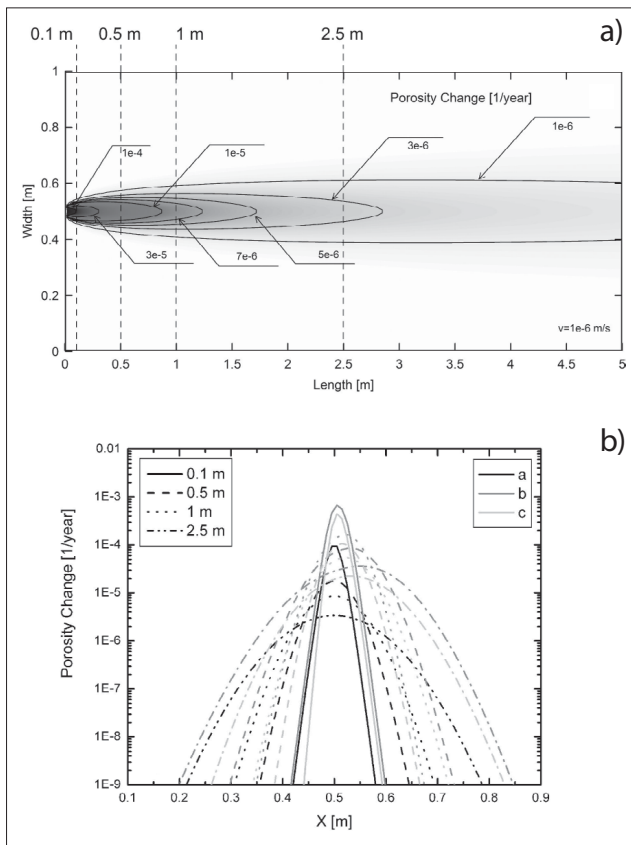 0.1 m 0.5 m 1 m 2.5 m
a)
Porosity Change [1/year]
1e-4
1e-5
3e-6
1e-6
3e-5
7e-6
5e-6
v=1e-6 m/s
1
0.8
0.6
0.4
0.2
0
Width [m]
0 0.5 1 1.5 2 2.5 3 3.5 4 4.5 5
Length [m]
b)
0.01
1E-3
1E-4
1E-5
1E-6
1E-7
1E-8
1E-9
Porosity Change [1/year]
0.1 m
0.5 m
1 m
2.5 m
a
b
c
0.1 0.2 0.3 0.4 0.5 0.6 0.7 0.8 0.9
X [m]